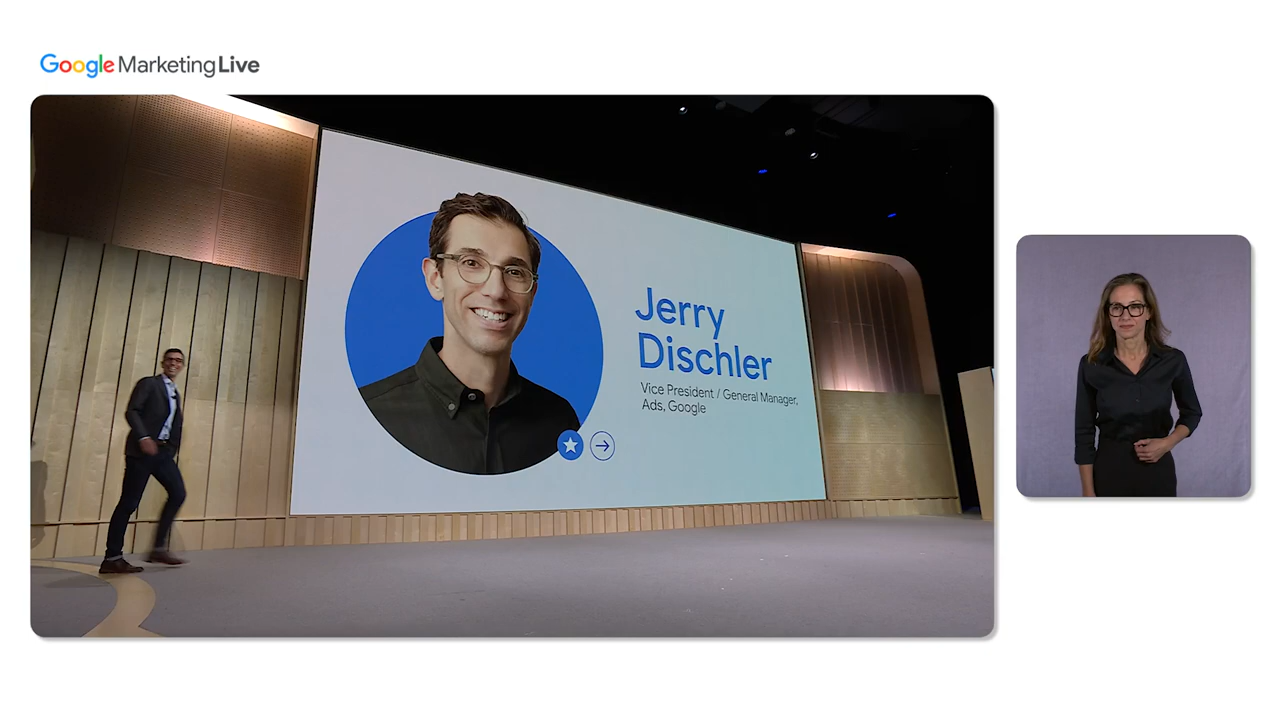 Google Marketing Live
Jerry
Dischler
Vice President / General Manager,
Ads, Google